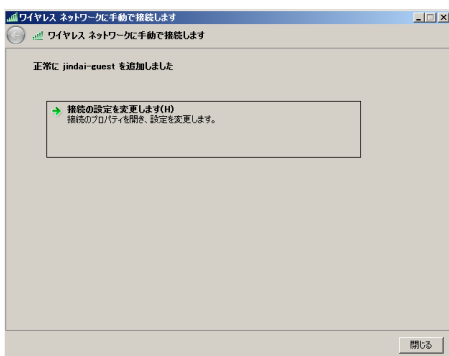 ワイヤレス ネットワークに手動で接続します
ワイヤレス ネットワークに手動で接続します
正常に jindai-guest を追加しました
接続の設定を変更します(H)
接続のプロパティを開き、設定を変更します。
閉じる